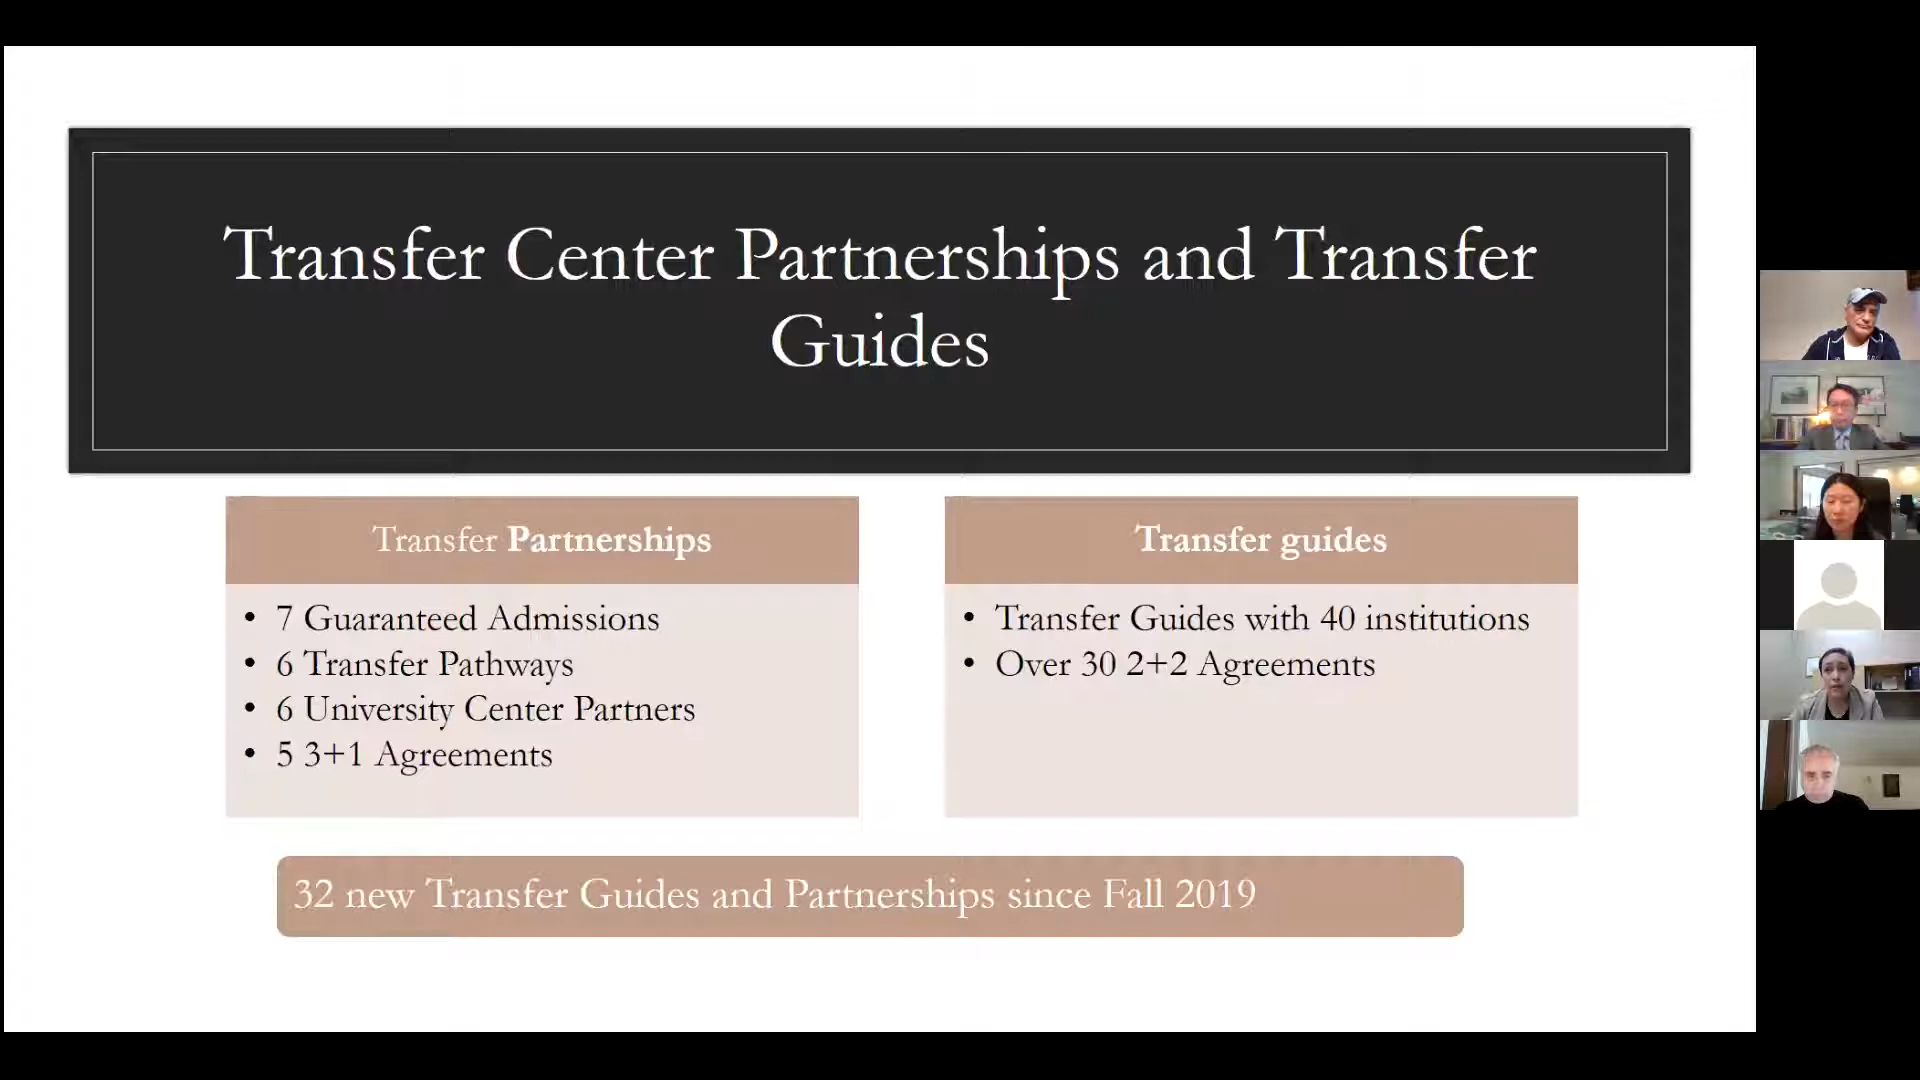 Transfer Center Partnerships and Transfer
Guides
Transfer Partnerships
• 7 Guaranteed Admissions
• 6 Transfer Pathways
• 6 University Center Partners
• 5 3+1 Agreements
Transfer guides
• Transfer Guides with 40 institutions
• Over 30 2+2 Agreements
32 new Transfer Guides and Partnerships since Fall 2019